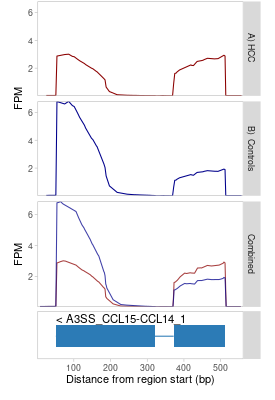 6
4
2
A) HCC
FPM
6
4
2
B) Controls
6
4
2
Combined
FPM
< A3SS_CCL15-CCL14_1
100 200 300 400 500
Distance from region start (bp)